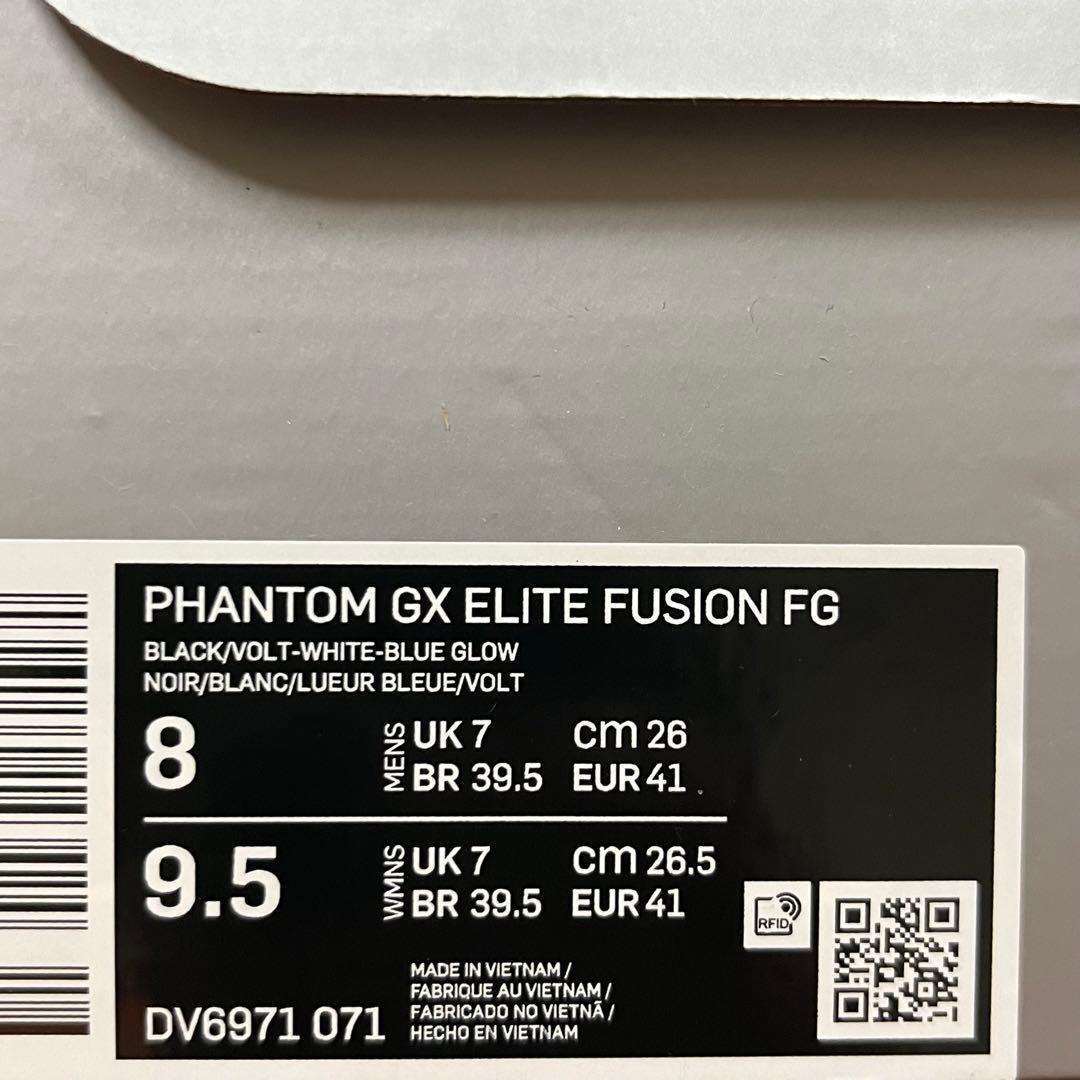 PHANTOM GX ELITE FUSION FG
BLACK/VOLT-WHITE-BLUE GLOW
NOIR/BLANC/LUEUR BLEUE/VOLT
8 MENS UK 7 cm 26
BR 39.5 EUR 41
9.5 WMNS UK 7 cm 26.5
BR 39.5 EUR 41
RFID
MADE IN VIETNAM /
FABRIQUE AU VIETNAM /
FABRICADO NO VIETNÃ /
HECHO EN VIETNAM
DV6971 071